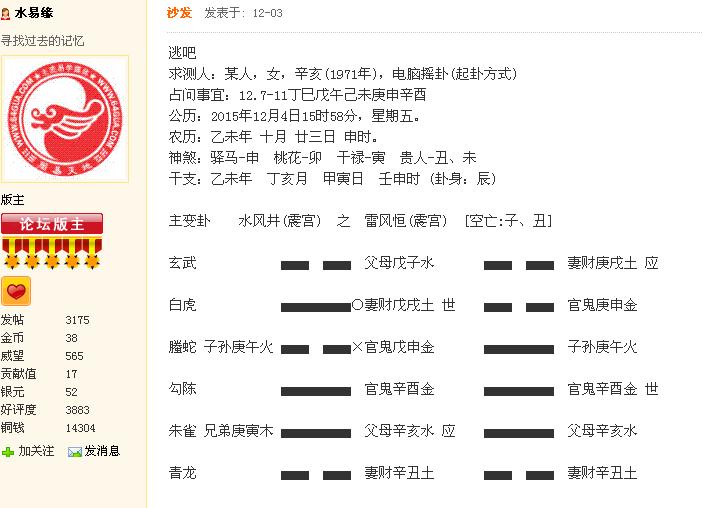 水易缘
沙发 发表于: 12-03
寻找过去的记忆
WWW.64GUA.COM★六爻易学爱线★WWW.64GUA.COM
版主
论坛版主
发帖 3175
金币 38
威望 565
贡献值 17
银元 52
好评度 3883
铜钱 14304
加关注 发消息
逃吧
求测人：某人，女，辛亥(1971年)，电脑摇卦(起卦方式)
占问事宜：12.7-11丁巳戊午己未庚申辛酉
公历：2015年12月4日15时58分，星期五。
农历：乙未年 十月 廿三日 申时。
神煞：驿马-申 桃花-卯 干禄-寅 贵人-丑、未
干支：乙未年 丁亥月 甲寅日 壬申时 (卦身：辰)
主变卦 水风井(震宫) 之 雷风恒(震宫) [空亡:子、丑]
玄武 父母戊子水 妻财庚戌土 应
白虎 ○妻财戊戌土 世 官鬼庚申金
螣蛇 子孙庚午火 ×官鬼戊申金 子孙庚午火
勾陈 官鬼辛酉金 官鬼辛酉金 世
朱雀 兄弟庚寅木 父母辛亥水 应 父母辛亥水
青龙 妻财辛丑土 妻财辛丑土